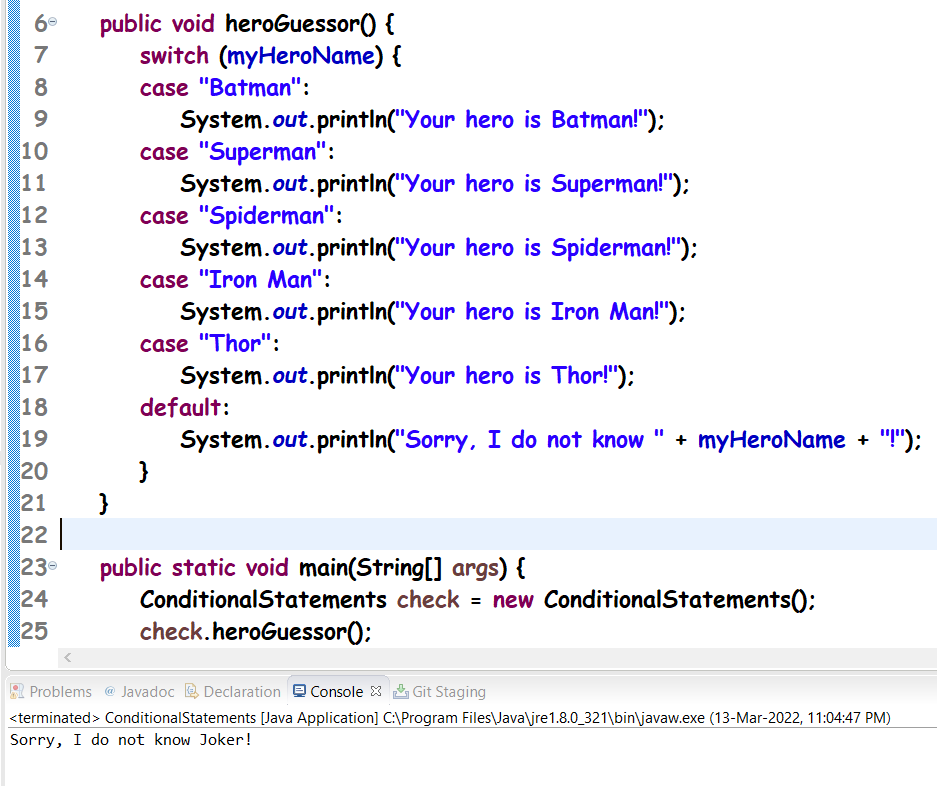 6 public void heroGuessor() {
7 switch (myHeroName) {
8 case "Batman":
9 System.out.println("Your hero is Batman!");
10 case "Superman":
11 System.out.println("Your hero is Superman!");
12 case "Spiderman":
13 System.out.println("Your hero is Spiderman!");
14 case "Iron Man":
15 System.out.println("Your hero is Iron Man!");
16 case "Thor":
17 System.out.println("Your hero is Thor!");
18 default:
19 System.out.println("Sorry, I do not know " + myHeroName + "!");
20 }
21 }
22
23 public static void main(String[] args) {
24 ConditionalStatements check = new ConditionalStatements();
25 check.heroGuessor();
Problems @ Javadoc Declaration Console Git Staging
<terminated> ConditionalStatements [Java Application] C:\Program Files\Java\jre1.8.0_321\bin\javaw.exe (13-Mar-2022, 11:04:47 PM)
Sorry, I do not know Joker!